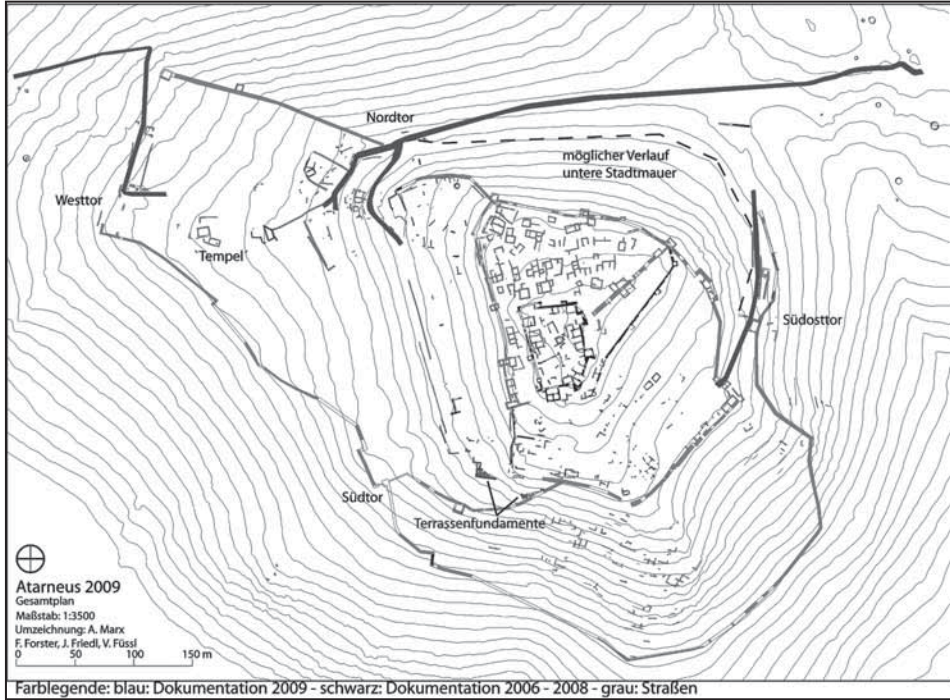 Nordtor
möglicher Verlauf
untere Stadtmauer
Westtor
'Tempel'
Südosttor
Südtor
Terrassenfundamente
Atarneus 2009
Gesamtplan
Maßstab: 1:3500
Umzeichnung: A. Marx
F. Forster, J. Friedl, V. Füssl
0 50 100 150 m
Farblegende: blau: Dokumentation 2009 - schwarz: Dokumentation 2006 - 2008 - grau: Straßen